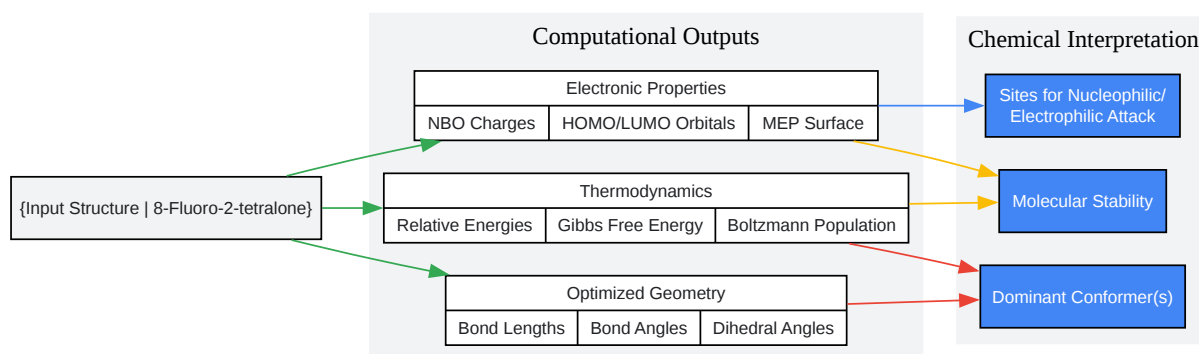 Computational Outputs
Chemical Interpretation
Electronic Properties
NBO Charges
HOMO/LUMO Orbitals
MEP Surface
Sites for Nucleophilic/
Electrophilic Attack
{Input Structure | 8-Fluoro-2-tetralone}
Thermodynamics
Relative Energies
Gibbs Free Energy
Boltzmann Population
Molecular Stability
Optimized Geometry
Bond Lengths
Bond Angles
Dihedral Angles
Dominant Conformer(s)